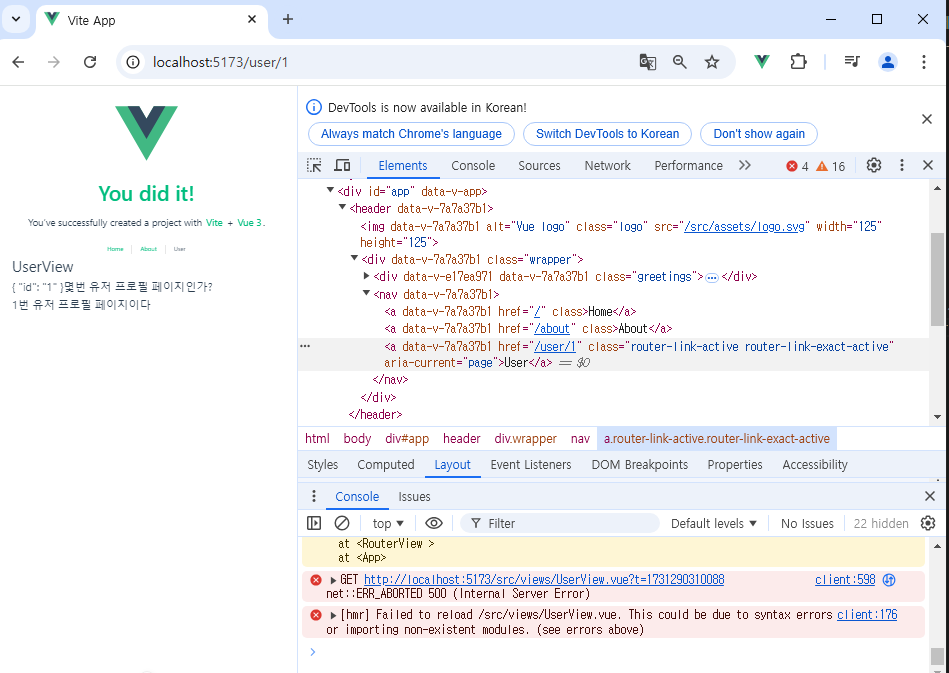 Vite App
localhost:5173/user/1
You did it!
You've successfully created a project with Vite + Vue 3.
Home About User
UserView
{ "id": "1" }몇번 유저 프로필 페이지인가?
1번 유저 프로필 페이지이다
DevTools is now available in Korean!
Always match Chrome's language Switch DevTools to Korean Don't show again
Elements Console Sources Network Performance 4 16
<div id="app" data-v-app>
<header data-v-7a7a37b1>
<img data-v-7a7a37b1 alt="Vue logo" class="logo" src="/src/assets/logo.svg" width="125"
height="125">
<div data-v-7a7a37b1 class="wrapper">
<div data-v-e17ea971 data-v-7a7a37b1 class="greetings">…</div>
<nav data-v-7a7a37b1>
<a data-v-7a7a37b1 href="/" class>Home</a>
<a data-v-7a7a37b1 href="/about" class>About</a>
<a data-v-7a7a37b1 href="/user/1" class="router-link-active router-link-exact-active"
aria-current="page">User</a> == $0
</nav>
</div>
</header>
html body div#app header div.wrapper nav a.router-link-active.router-link-exact-active
Styles Computed Layout Event Listeners DOM Breakpoints Properties Accessibility
Console Issues
top Filter Default levels No Issues 22 hidden
at <RouterView >
at <App>
GET http://localhost:5173/src/views/UserView.vue?t=1731290310088 client:598
net::ERR_ABORTED 500 (Internal Server Error)
[hmr] Failed to reload /src/views/UserView.vue. This could be due to syntax errors client:176
or importing non-existent modules. (see errors above)